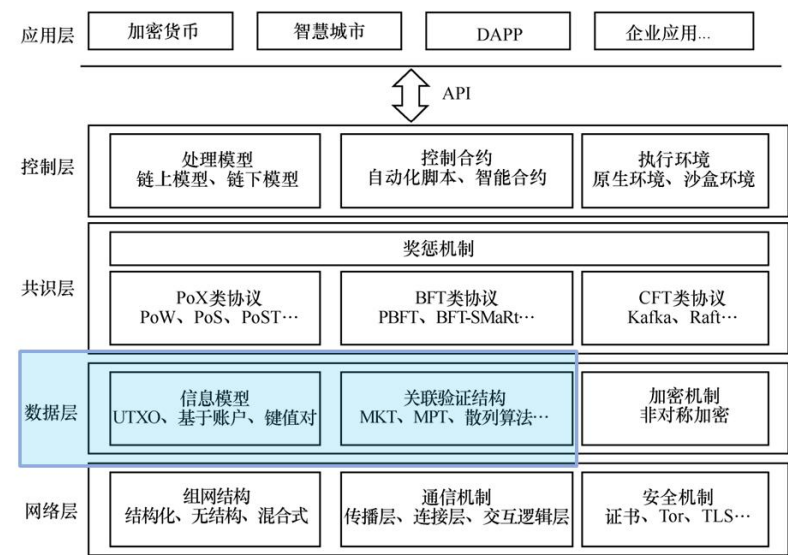 应用层
加密货币
智慧城市
DAPP
企业应用...
API
控制层
处理模型
链上模型、链下模型
控制合约
自动化脚本、智能合约
执行环境
原生环境、沙盒环境
共识层
奖惩机制
PoX类协议
PoW、PoS、PoST…
BFT类协议
PBFT、BFT-SMaRt…
CFT类协议
Kafka、Raft…
数据层
信息模型
UTXO、基于账户、键值对
关联验证结构
MKT、MPT、散列算法…
加密机制
非对称加密
网络层
组网结构
结构化、无结构、混合式
通信机制
传播层、连接层、交互逻辑层
安全机制
证书、Tor、TLS…